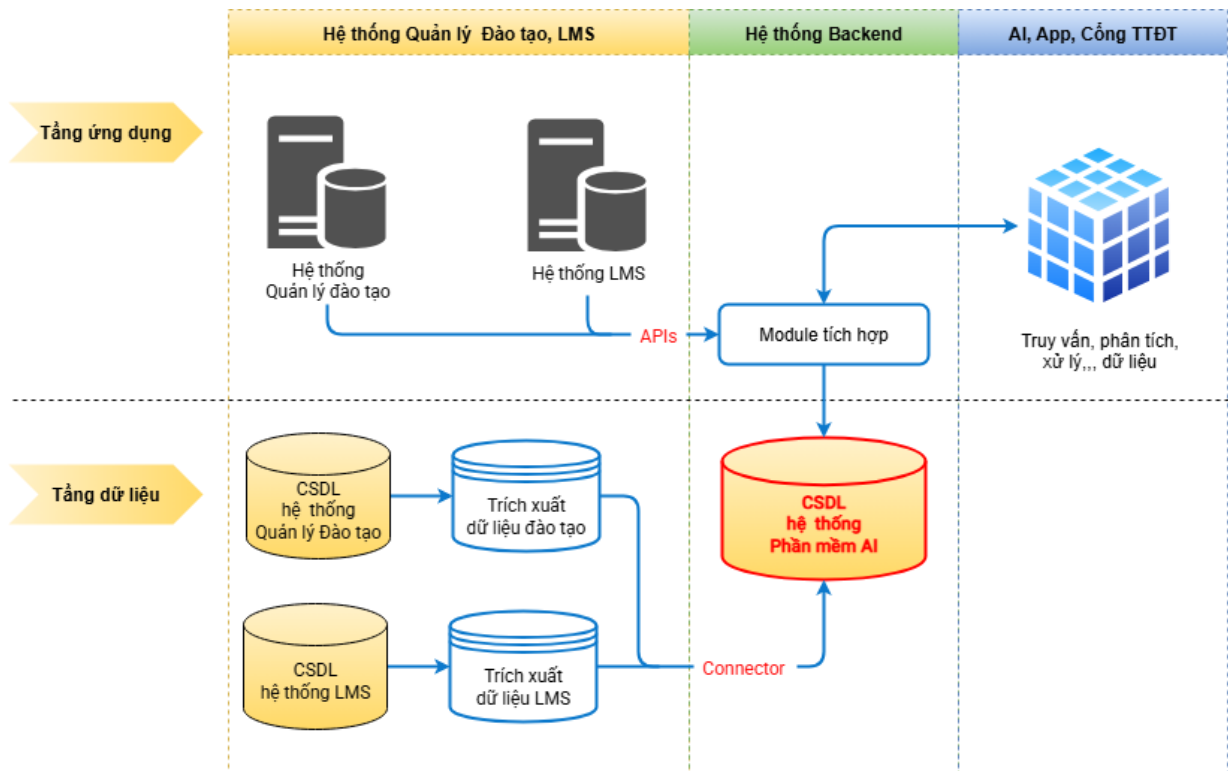 Hệ thống Quản lý Đào tạo, LMS
Hệ thống Backend
AI, App, Cổng TTĐT
Tầng ứng dụng
Hệ thống
Quản lý đào tạo
Hệ thống LMS
APIs
Module tích hợp
Truy vấn, phân tích,
xử lý,,, dữ liệu
Tầng dữ liệu
CSDL
hệ thống
Quản lý Đào tạo
Trích xuất
dữ liệu đào tạo
CSDL
hệ thống
Phần mềm AI
CSDL
hệ thống LMS
Trích xuất
dữ liệu LMS
Connector